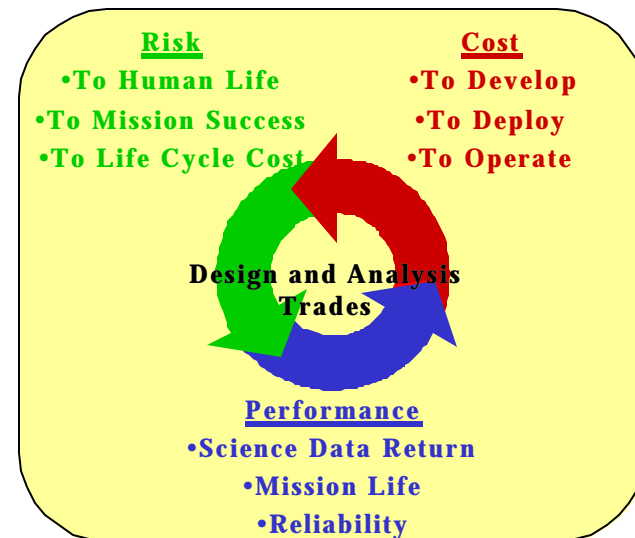 Risk
•To Human Life
•To Mission Success
•To Life Cycle Cost
Cost
•To Develop
•To Deploy
•To Operate
Design and Analysis
Trades
Performance
•Science Data Return
•Mission Life
•Reliability